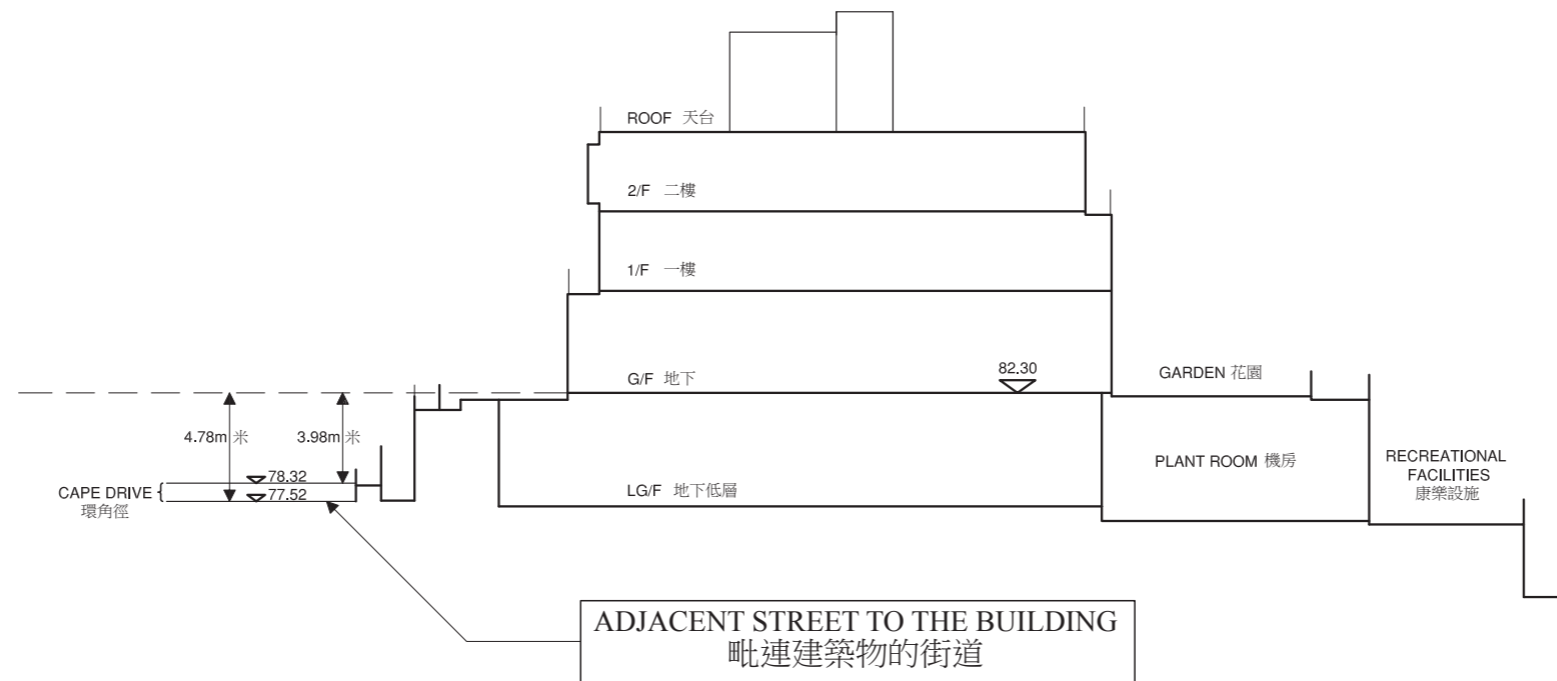 ROOF 天台
2/F 二樓
1/F 一樓
G/F 地下
82.30
GARDEN 花園
4.78m 米
3.98m 米
78.32
77.52
CAPE DRIVE
環角徑
LG/F 地下低層
PLANT ROOM 機房
RECREATIONAL
FACILITIES
康樂設施
ADJACENT STREET TO THE BUILDING
毗連建築物的街道